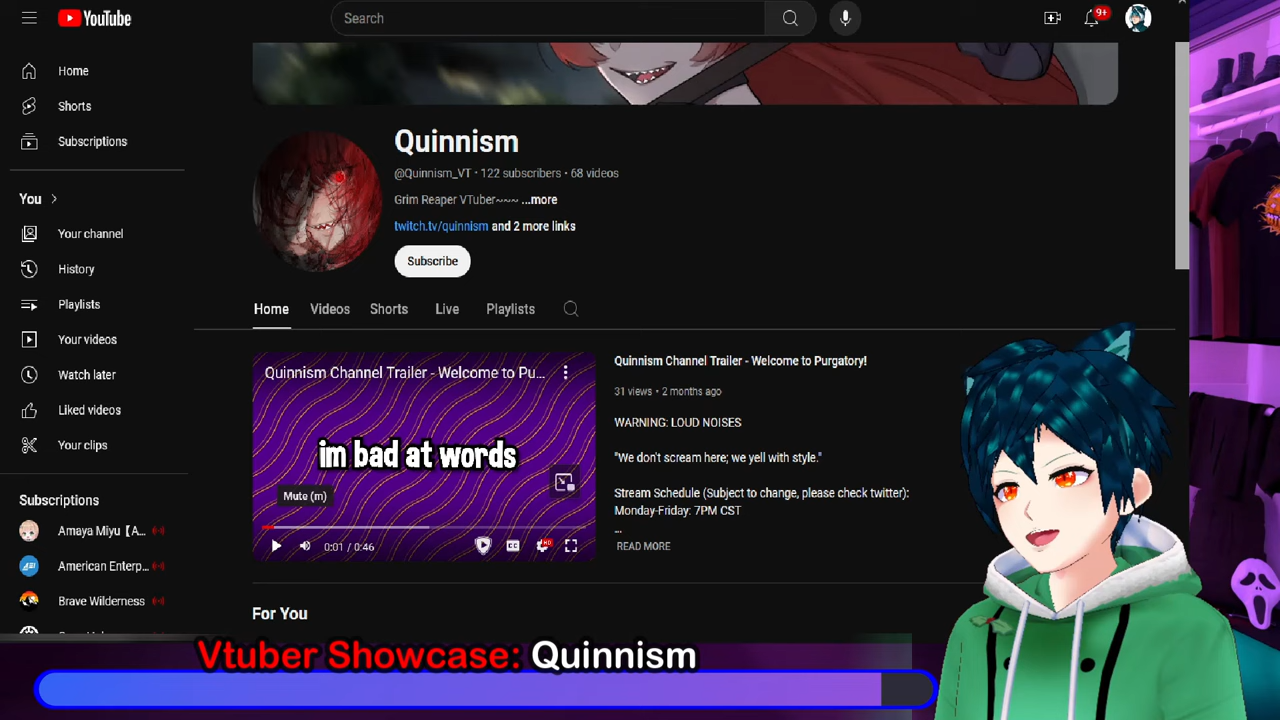 YouTube
Search
9+
Home
Shorts
Subscriptions
You
Your channel
History
Playlists
Your videos
Watch later
Liked videos
Your clips
Subscriptions
Amaya Miyu【A...
American Enterp...
Brave Wilderness
Quinnism
@Quinnism_VT · 122 subscribers · 68 videos
Grim Reaper VTuber~~~ ...more
twitch.tv/quinnism and 2 more links
Subscribe
Home Videos Shorts Live Playlists
Quinnism Channel Trailer - Welcome to Pu...
im bad at words
Mute (m)
0:01 / 0:46
CC
HD
Quinnism Channel Trailer - Welcome to Purgatory!
31 views · 2 months ago
WARNING: LOUD NOISES
"We don't scream here; we yell with style."
Stream Schedule (Subject to change, please check twitter):
Monday-Friday: 7PM CST
...
READ MORE
For You
Vtuber Showcase: Quinnism